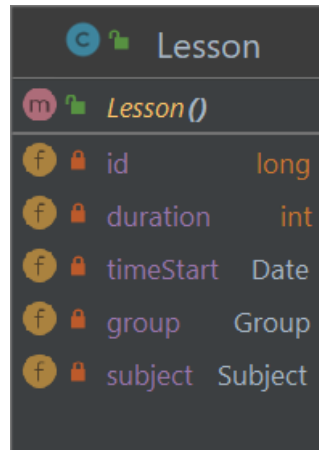 C Lesson
m Lesson()
f id long
f duration int
f timeStart Date
f group Group
f subject Subject